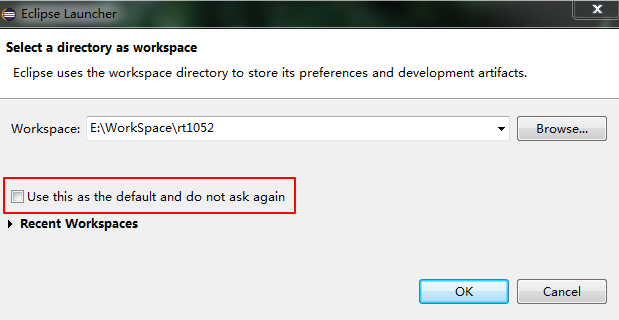 Eclipse Launcher
Select a directory as workspace
Eclipse uses the workspace directory to store its preferences and development artifacts.
Workspace: E:\WorkSpace\rt1052 Browse...
Use this as the default and do not ask again
Recent Workspaces
OK Cancel